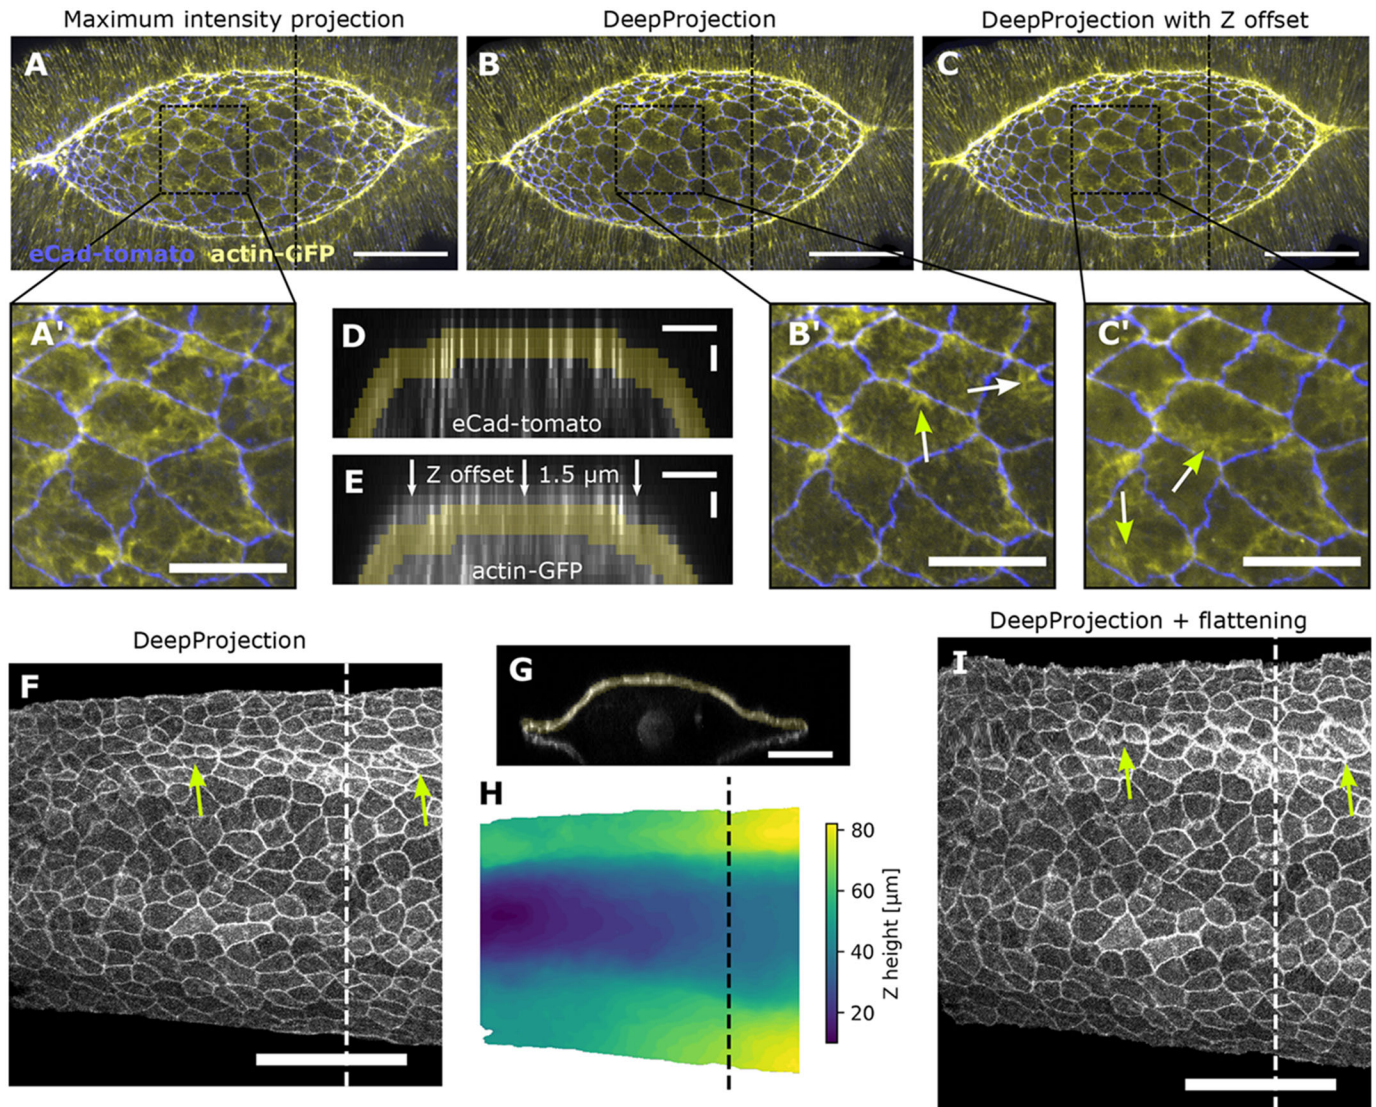 Maximum intensity projection
DeepProjection
DeepProjection with Z offset
A
B
C
eCad-tomato actin-GFP
A'
D
eCad-tomato
E
Z offset 1.5 µm
actin-GFP
B'
C'
DeepProjection
DeepProjection + flattening
F
G
H
80
60
40
20
Z height [µm]
I